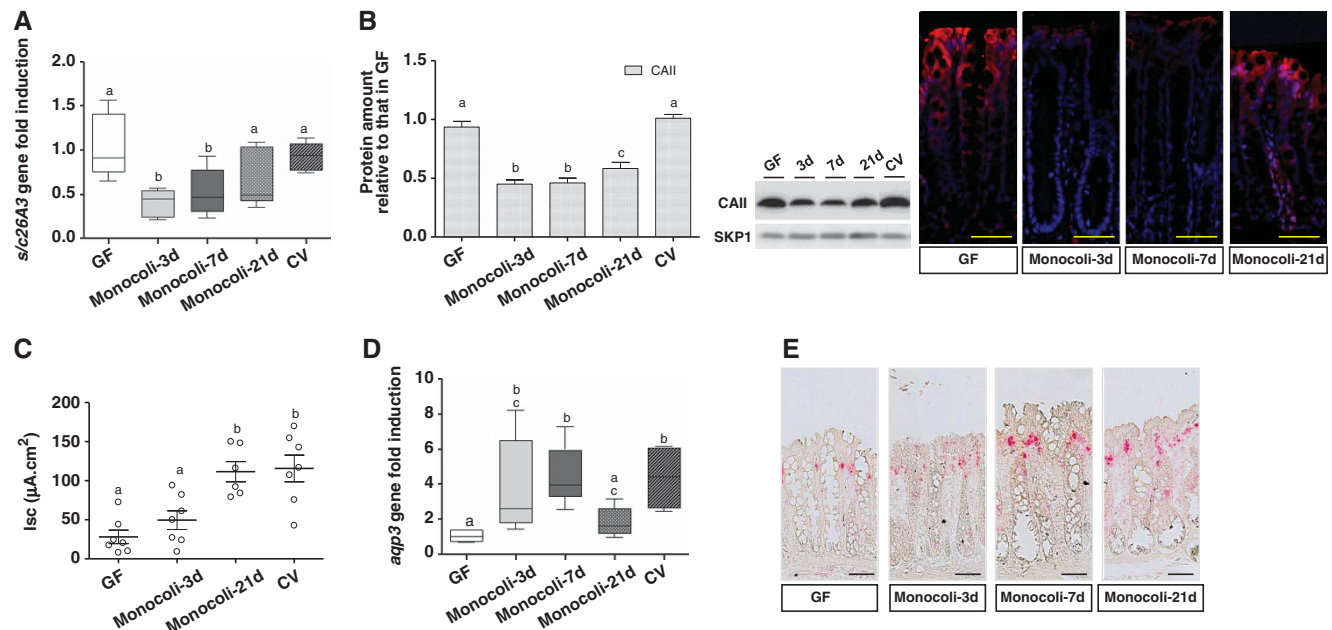 A
slc26A3 gene fold induction
2.0
1.5
1.0
0.5
0.0
a
b
b
a
a
GF
Monocoli-3d
Monocoli-7d
Monocoli-21d
CV
B
Protein amount
relative to that in GF
1.5
1.0
0.5
0.0
CAII
a
b
b
c
a
GF
Monocoli-3d
Monocoli-7d
Monocoli-21d
CV
GF 3d 7d 21d CV
CAII
SKP1
GF
Monocoli-3d
Monocoli-7d
Monocoli-21d
C
Isc (µA.cm²)
200
150
100
50
0
a
a
b
b
GF
Monocoli-3d
Monocoli-21d
CV
D
aqp3 gene fold induction
10
8
6
4
2
0
a
b
c
b
a
c
b
GF
Monocoli-3d
Monocoli-7d
Monocoli-21d
CV
E
GF
Monocoli-3d
Monocoli-7d
Monocoli-21d